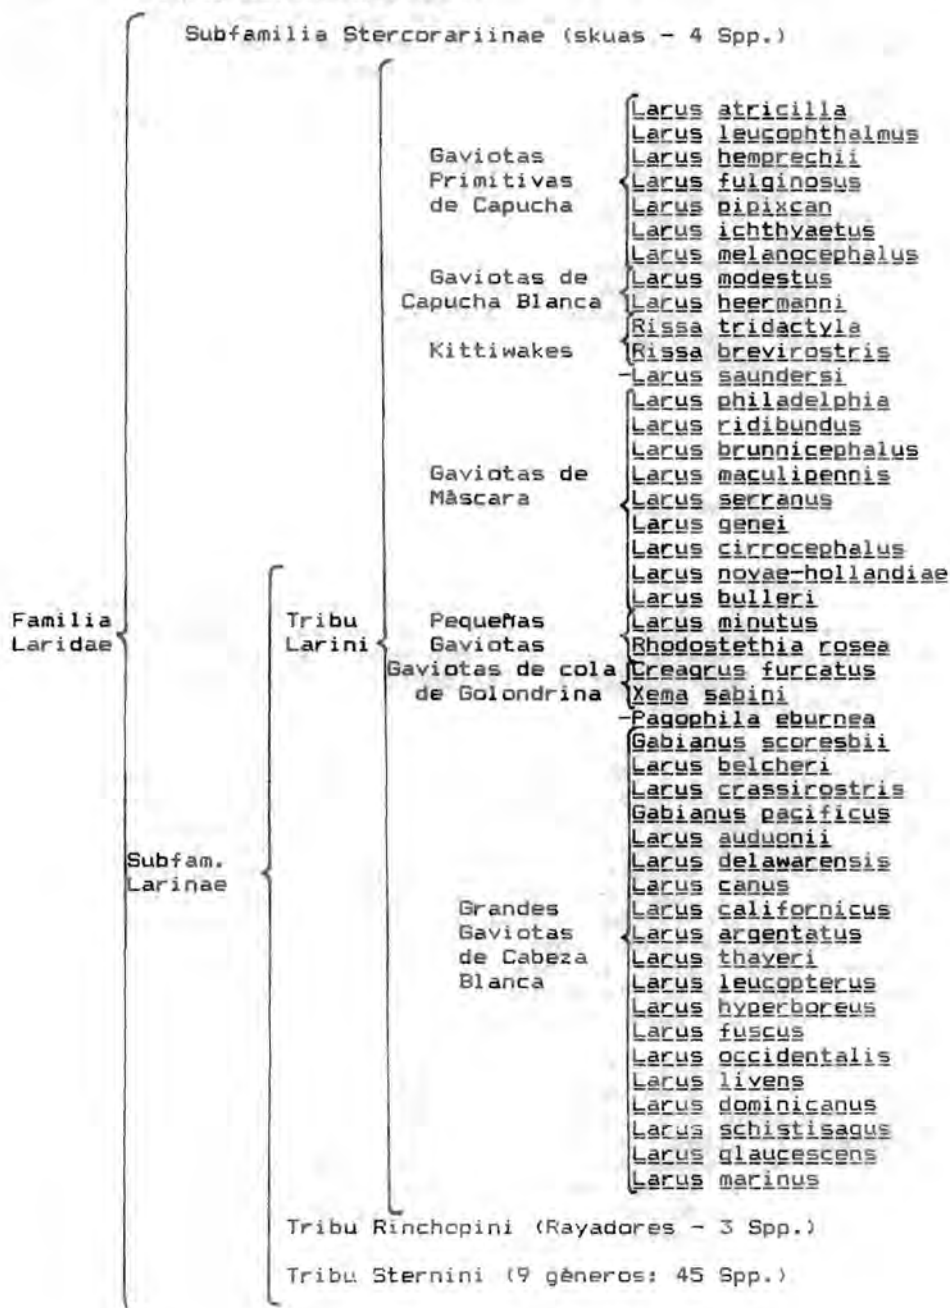 Subfamilia Stercorariinae (skuas - 4 Spp.)
Larus atricilla
Larus leucophthalmus
Gaviotas Larus hemprechii
Primitivas Larus fulginosus
de Capucha Larus pipixcan
Larus ichthyaetus
Larus melanocephalus
Gaviotas de Larus modestus
Capucha Blanca Larus heermanni
Rissa tridactyla
Kittiwakes Rissa brevirostris
-Larus saundersi
Larus philadelphia
Larus ridibundus
Larus brunnicephalus
Gaviotas de Larus maculipennis
Màscara Larus serranus
Larus genei
Larus cirrocephalus
Larus novae-hollandiae
Larus bulleri
Familia Tribu Pequeñas Larus minutus
Laridae Larini Gaviotas Rhodostethia rosea
Gaviotas de cola Creagrus furcatus
de Golondrina Xema sabini
-Pagophila eburnea
Gabianus scoresbii
Larus belcheri
Larus crassirostris
Gabianus pacificus
Larus auduonii
Subfam. Larus delawarensis
Larinae Larus canus
Grandes Larus californicus
Gaviotas Larus argentatus
de Cabeza Larus thayeri
Blanca Larus leucopterus
Larus hyperboreus
Larus fuscus
Larus occidentalis
Larus livens
Larus dominicanus
Larus schistisagus
Larus glaucescens
Larus marinus
Tribu Rinchopini (Rayadores - 3 Spp.)
Tribu Sternini (9 gèneros: 45 Spp.)